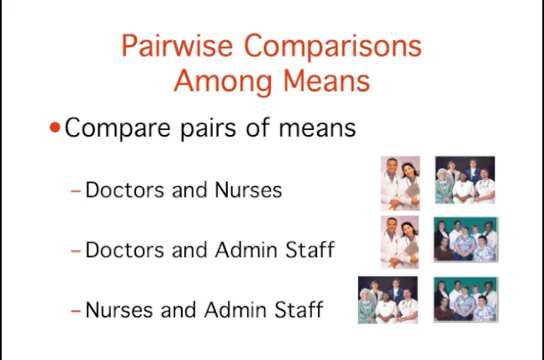 Pairwise Comparisons
Among Means
•Compare pairs of means
–Doctors and Nurses
–Doctors and Admin Staff
–Nurses and Admin Staff